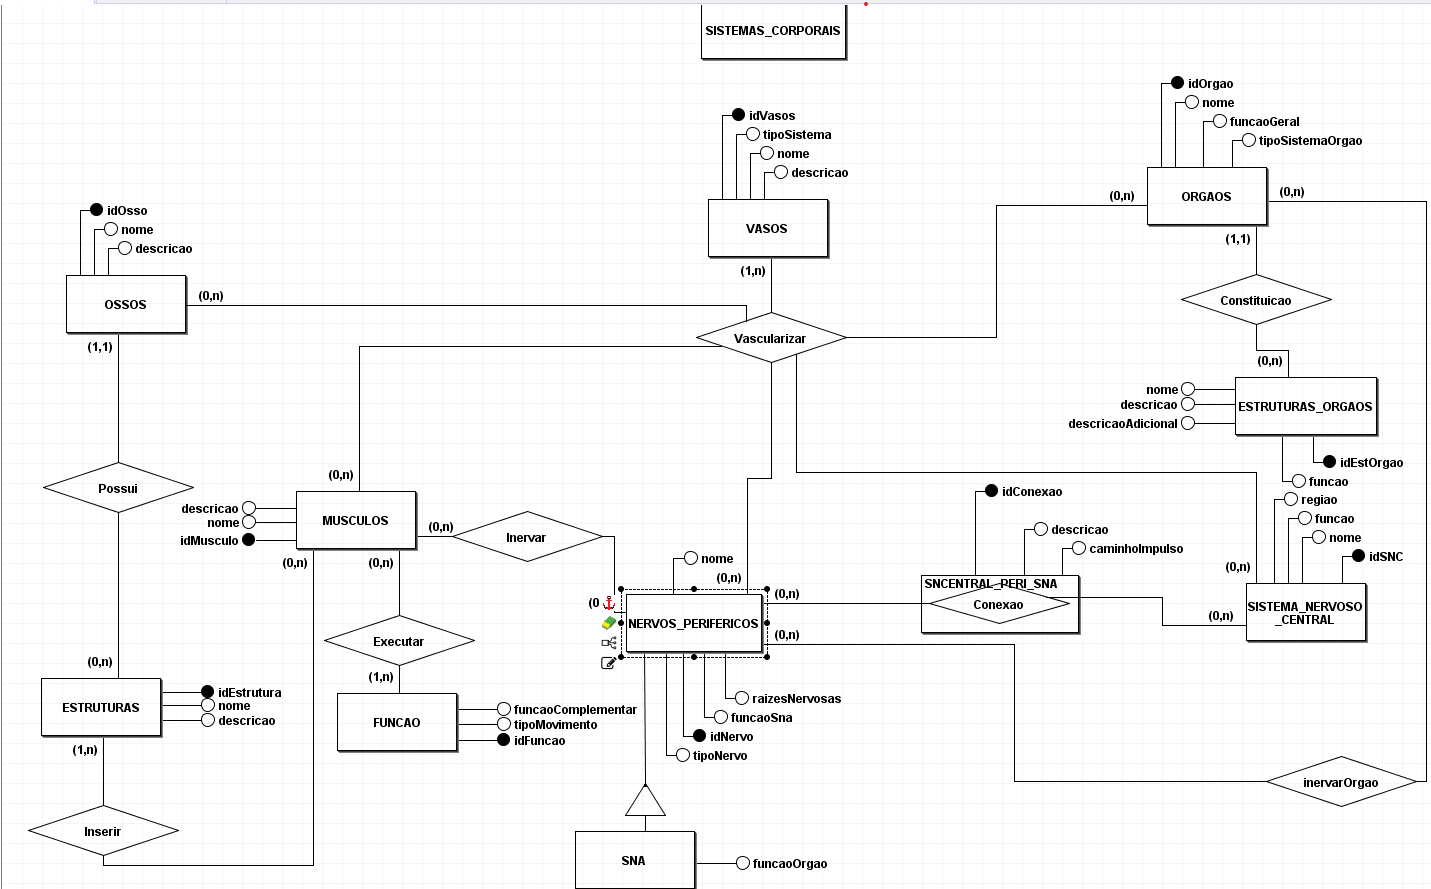 SISTEMAS_CORPORAIS
idOrgao
nome
funcaoGeral
tipoSistemaOrgao
(0,n)
ORGAOS
(0,n)
(1,1)
idVasos
tipoSistema
nome
descricao
VASOS
(1,n)
idOsso
nome
descricao
OSSOS
(0,n)
(1,1)
Vascularizar
Constituicao
(0,n)
nome
descricao
descricaoAdicional
ESTRUTURAS_ORGAOS
idEstOrgao
funcao
Possui
(0,n)
descricao
nome
idMusculo
MUSCULOS
(0,n)
(0,n)
(0,n)
Inervar
idConexao
descricao
caminhoImpulso
SNCENTRAL_PERI_SNA
Conexao
regiao
funcao
nome
idSNC
(0,n)
(0,n)
SISTEMA_NERVOSO
_CENTRAL
nome
(0,n)
(0
NERVOS_PERIFERICOS
(0,n)
(0,n)
Executar
(1,n)
(0,n)
ESTRUTURAS
idEstrutura
nome
descricao
(1,n)
FUNCAO
funcaoComplementar
tipoMovimento
idFuncao
raizesNervosas
funcaoSna
idNervo
tipoNervo
inervarOrgao
Inserir
SNA
funcaoOrgao